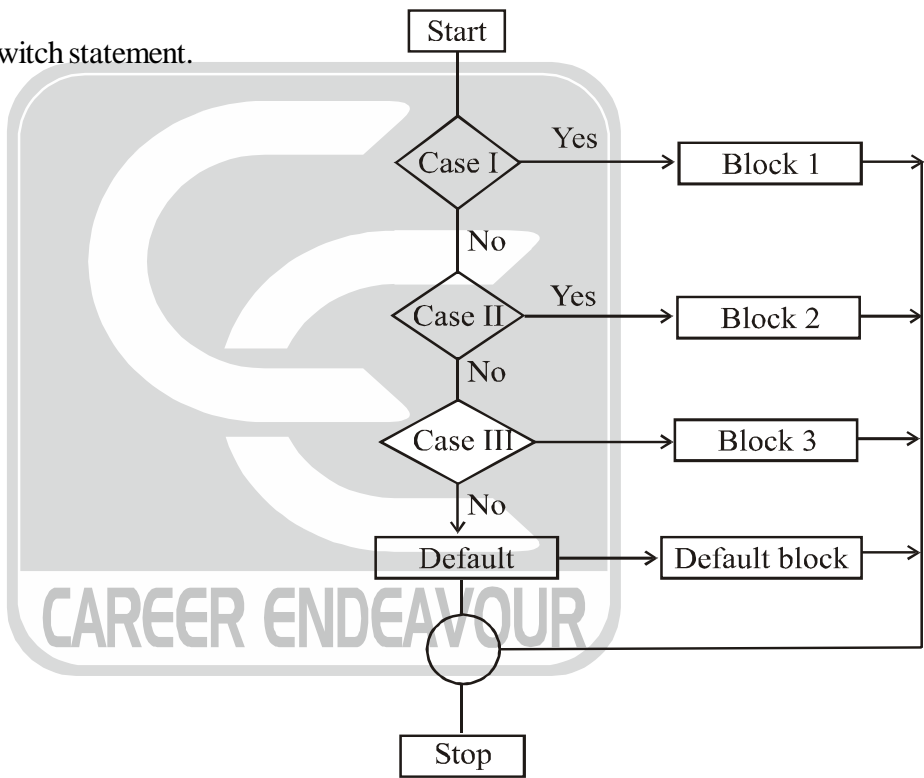 Start
witch statement.
Yes
Case I
Block 1
No
Yes
Case II
Block 2
No
Case III
Block 3
No
Default
Default block
CAREER ENDEAVOUR
Stop